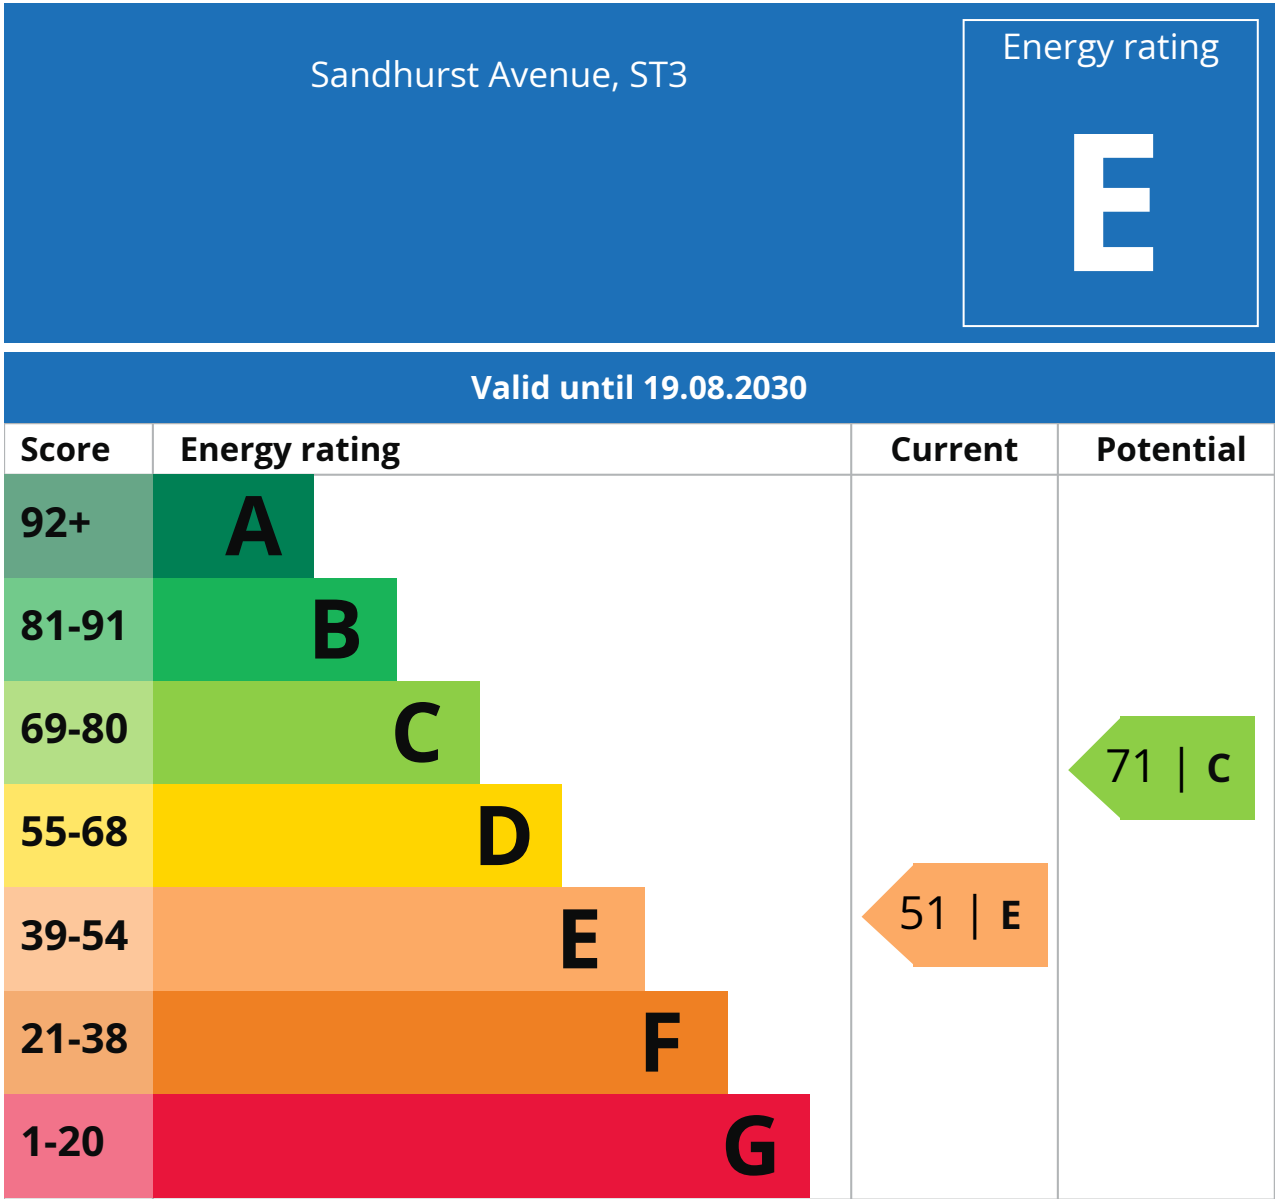 Sandhurst Avenue, ST3
Energy rating
E
Valid until 19.08.2030
Score Energy rating Current Potential
92+ A
81-91 B
69-80 C
71 | C
55-68 D
39-54 E
51 | E
21-38 F
1-20 G